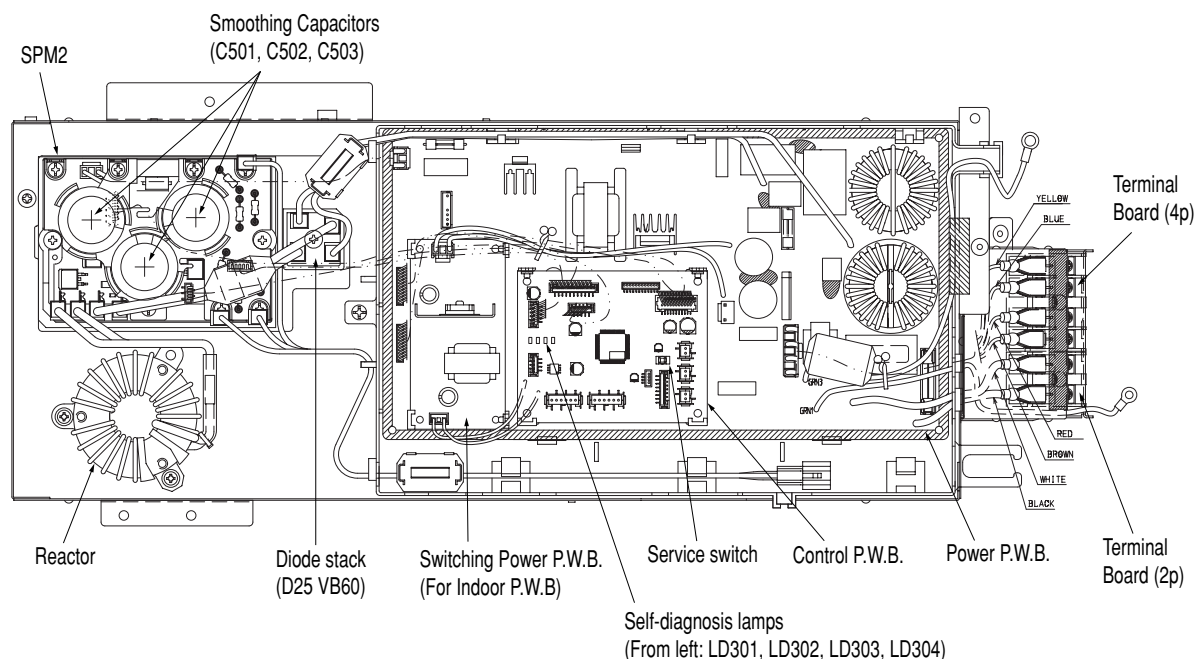 Smoothing Capacitors
(C501, C502, C503)
SPM2
Terminal
Board (4p)
YELLOW
BLUE
GRN3
GRN1
RED
BROWN
WHITE
BLACK
Reactor
Diode stack
(D25 VB60)
Switching Power P.W.B.
(For Indoor P.W.B)
Service switch
Control P.W.B.
Power P.W.B.
Terminal
Board (2p)
Self-diagnosis lamps
(From left: LD301, LD302, LD303, LD304)